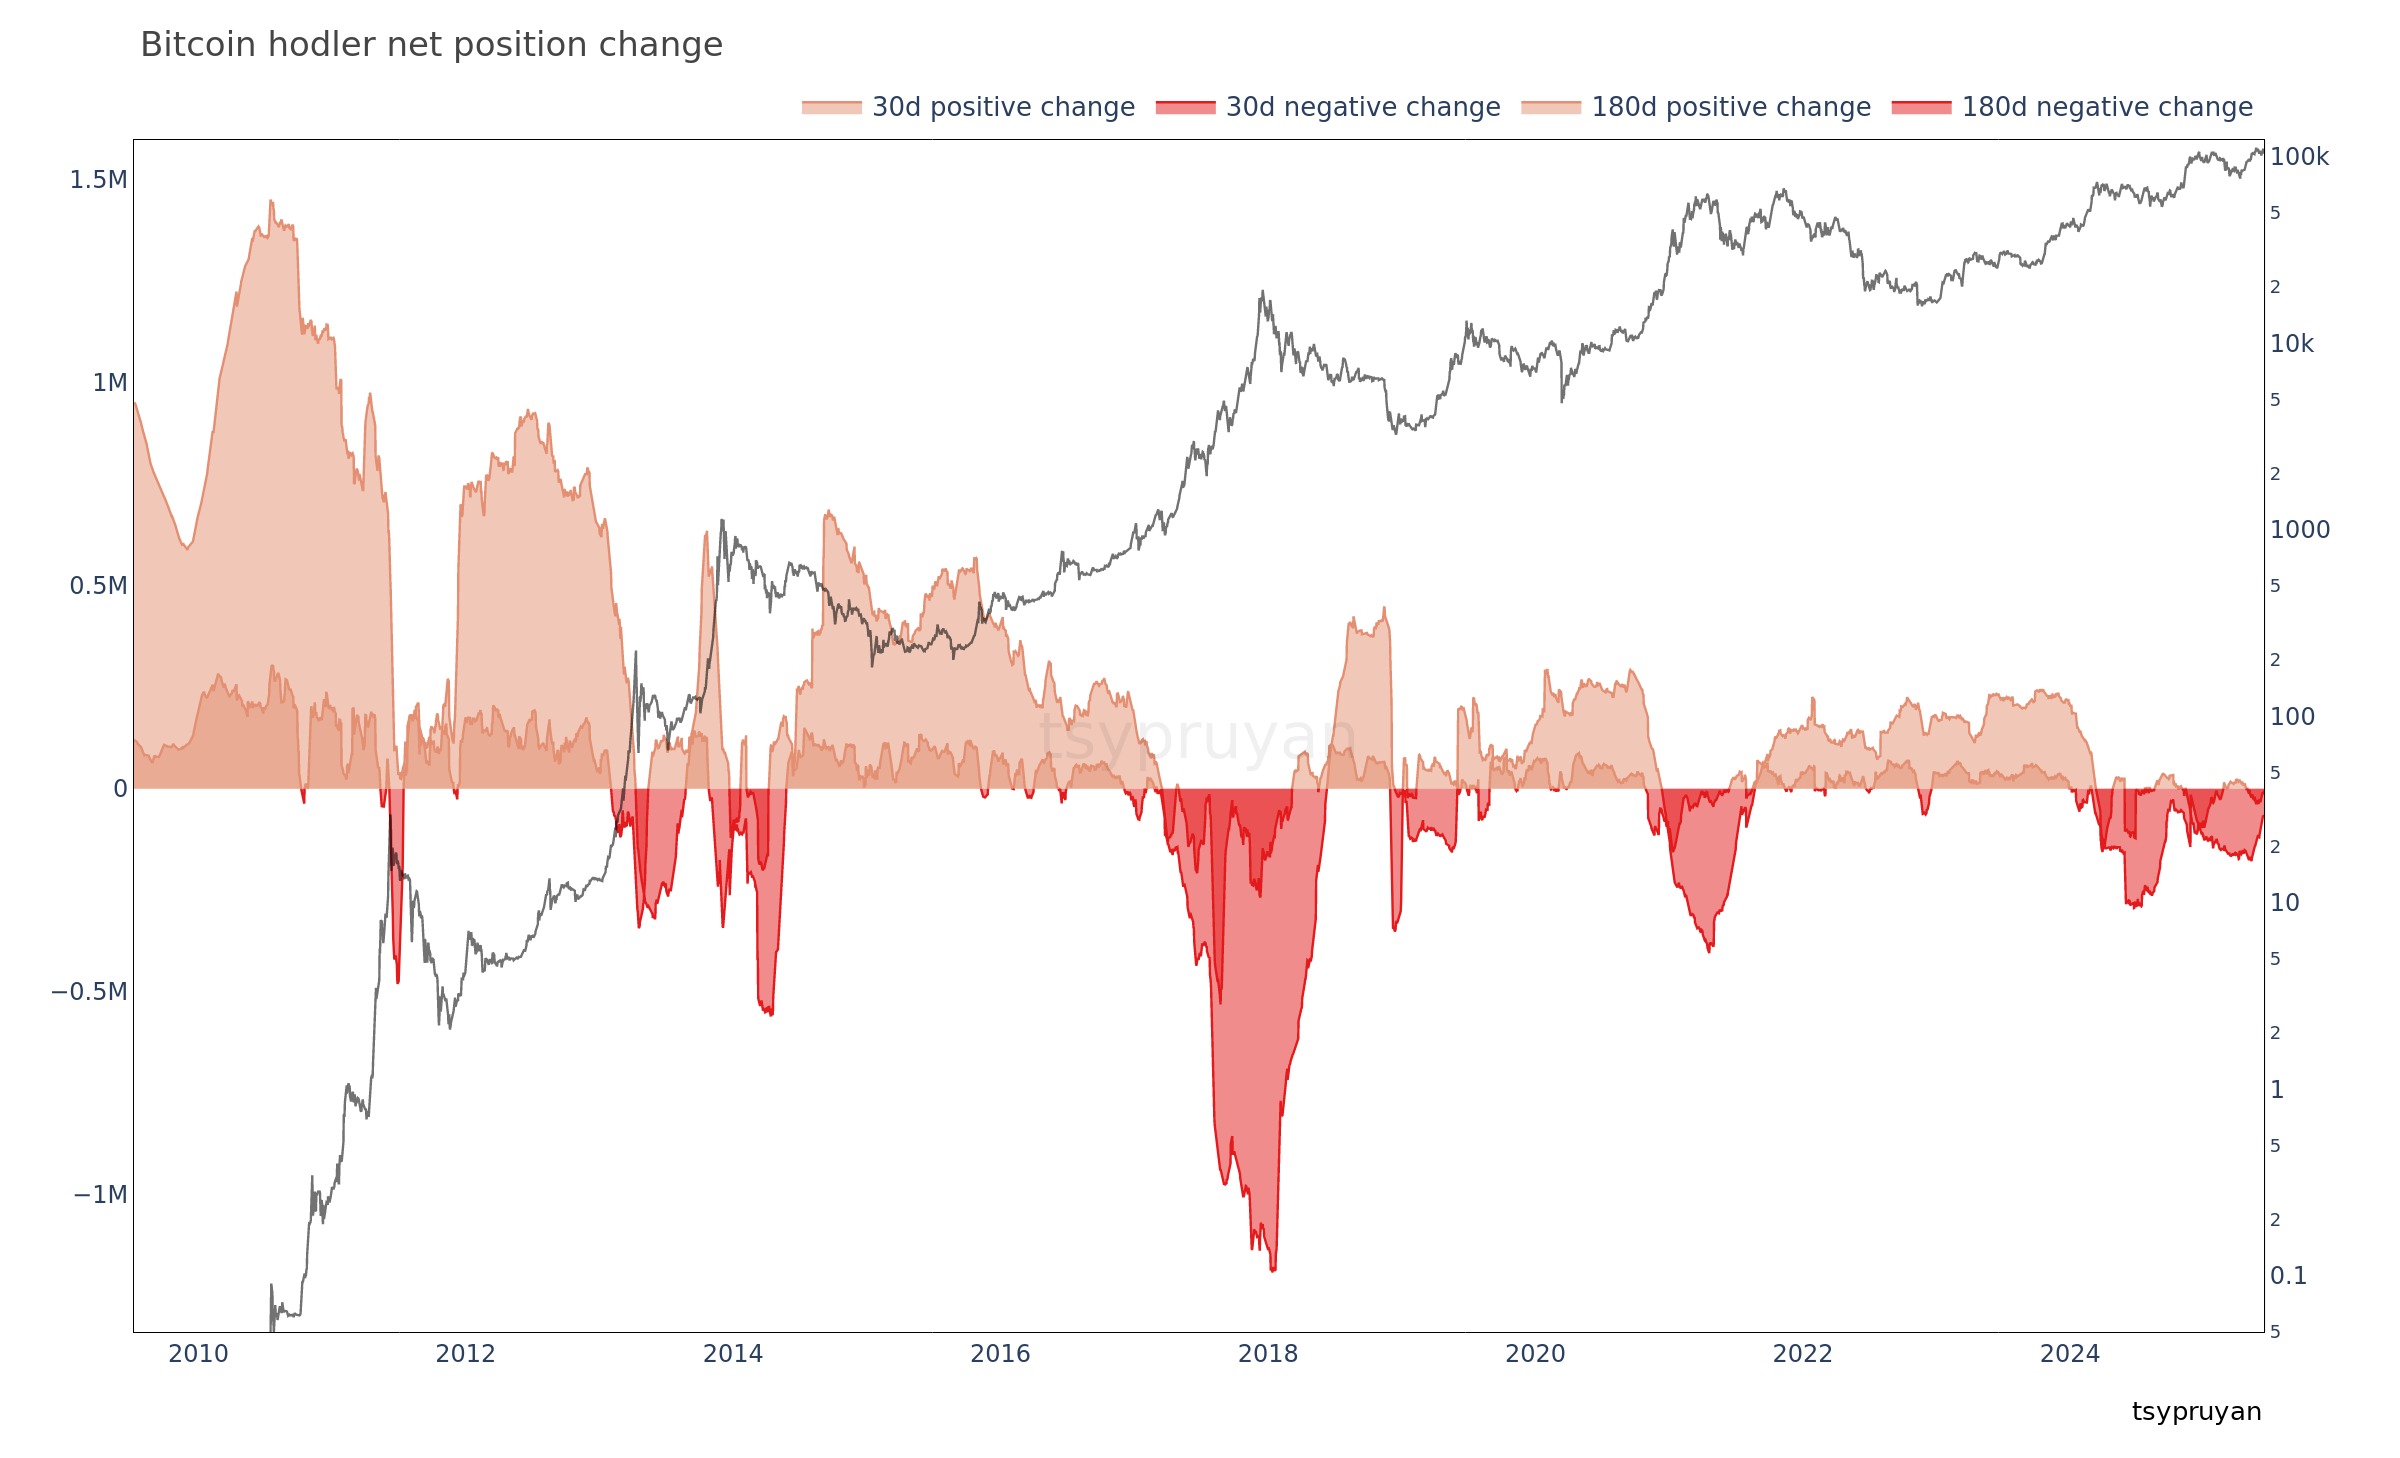 Bitcoin hodler net position change
30d positive change 30d negative change 180d positive change 180d negative change
1.5M
1M
0.5M
0
−0.5M
−1M
100k
5
2
10k
5
2
1000
5
2
100
5
2
10
5
2
1
5
2
0.1
5
tsypruyan
2010 2012 2014 2016 2018 2020 2022 2024
tsypruyan